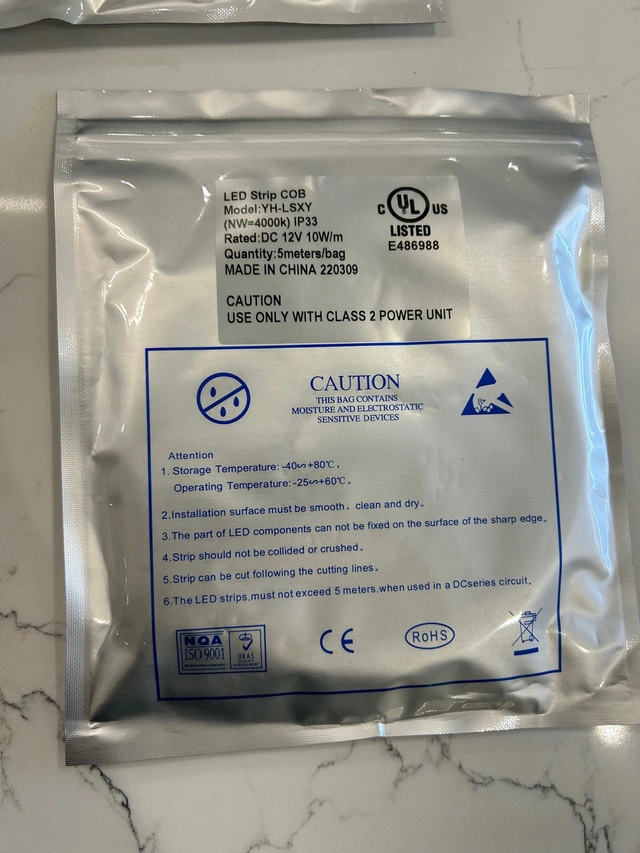 LED Strip COB
Model:YH-LSXY
(NW=4000k) IP33
Rated:DC 12V 10W/m
Quantity:5meters/bag
MADE IN CHINA 220309
C UL US
LISTED
E486988
CAUTION
USE ONLY WITH CLASS 2 POWER UNIT
CAUTION
THIS BAG CONTAINS
MOISTURE AND ELECTROSTATIC
SENSITIVE DEVICES
Attention
1. Storage Temperature: -40∽+80℃,
Operating Temperature: -25∽+60℃。
2.Installation surface must be smooth, clean and dry。
3.The part of LED components can not be fixed on the surface of the sharp edge。
4.Strip should not be collided or crushed。
5.Strip can be cut following the cutting lines。
6.The LED strips,must not exceed 5 meters,when used in a DCseries circuit。
NQA
ISO 9001
UKAS
CE
RoHS